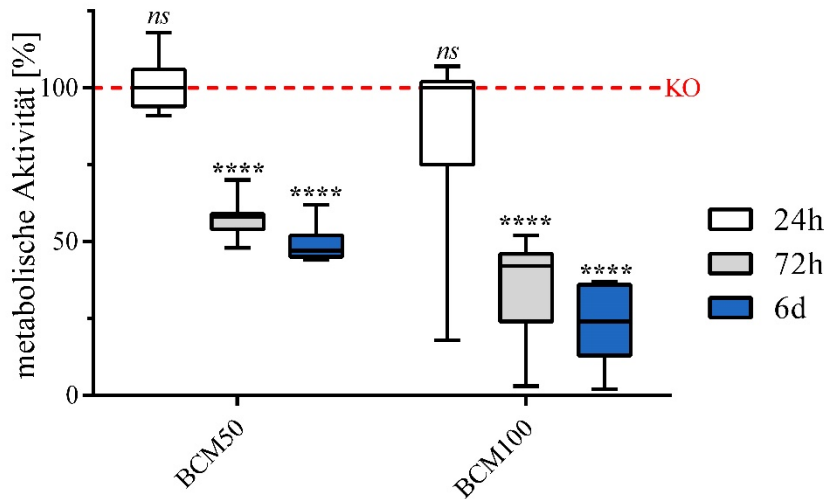 metabolische Aktivität [%]
100
50
0
ns
****
****
ns
****
****
KO
24h
72h
6d
BCM50
BCM100